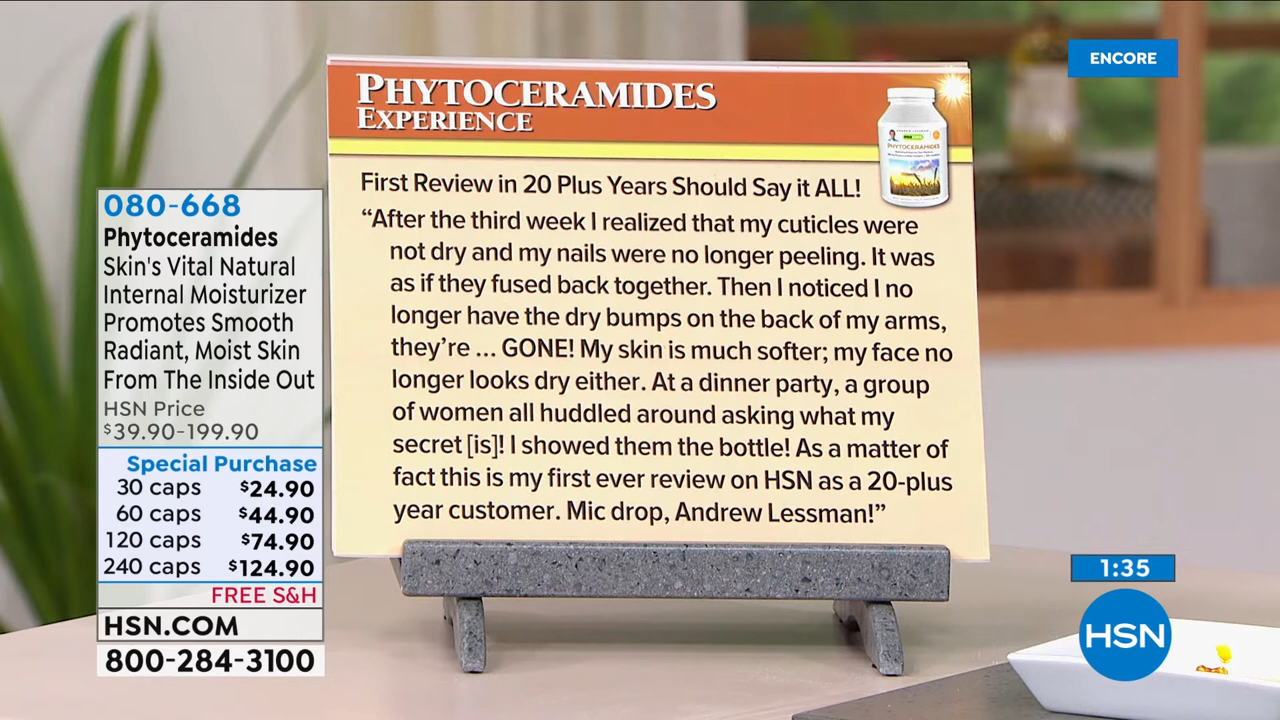 ENCORE
PHYTOCERAMIDES
EXPERIENCE
PHYTOCERAMIDES
First Review in 20 Plus Years Should Say it ALL!
“After the third week I realized that my cuticles were
not dry and my nails were no longer peeling. It was
as if they fused back together. Then I noticed I no
longer have the dry bumps on the back of my arms,
they’re ... GONE! My skin is much softer; my face no
longer looks dry either. At a dinner party, a group
of women all huddled around asking what my
secret [is]! I showed them the bottle! As a matter of
fact this is my first ever review on HSN as a 20-plus
year customer. Mic drop, Andrew Lessman!”
080-668
Phytoceramides
Skin's Vital Natural
Internal Moisturizer
Promotes Smooth
Radiant, Moist Skin
From The Inside Out
HSN Price
$39.90-199.90
Special Purchase
30 caps $24.90
60 caps $44.90
120 caps $74.90
240 caps $124.90
FREE S&H
HSN.COM
800-284-3100
1:35
HSN